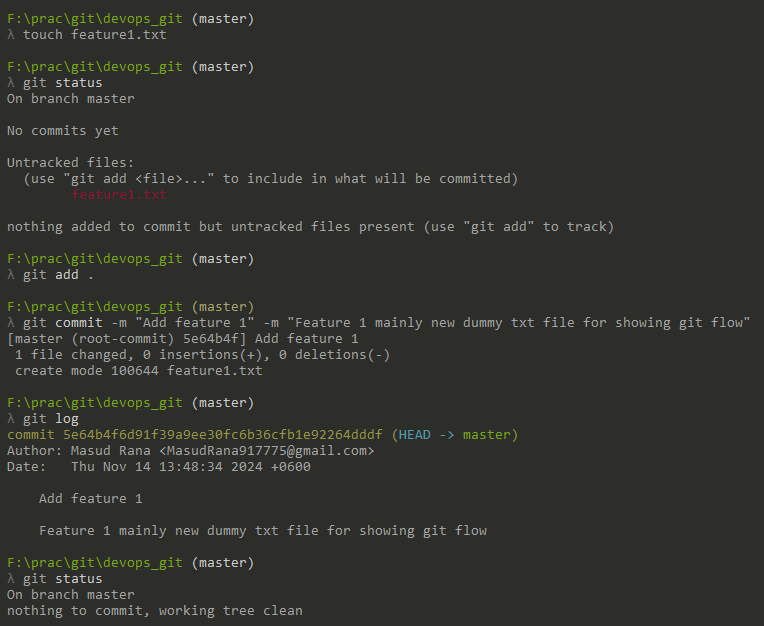 F:\prac\git\devops_git (master)
λ touch feature1.txt
F:\prac\git\devops_git (master)
λ git status
On branch master
No commits yet
Untracked files:
  (use "git add <file>..." to include in what will be committed)
        feature1.txt
nothing added to commit but untracked files present (use "git add" to track)
F:\prac\git\devops_git (master)
λ git add .
F:\prac\git\devops_git (master)
λ git commit -m "Add feature 1" -m "Feature 1 mainly new dummy txt file for showing git flow"
[master (root-commit) 5e64b4f] Add feature 1
 1 file changed, 0 insertions(+), 0 deletions(-)
 create mode 100644 feature1.txt
F:\prac\git\devops_git (master)
λ git log
commit 5e64b4f6d91f39a9ee30fc6b36cfb1e92264dddf (HEAD -> master)
Author: Masud Rana <MasudRana917775@gmail.com>
Date:   Thu Nov 14 13:48:34 2024 +0600
    Add feature 1
    Feature 1 mainly new dummy txt file for showing git flow
F:\prac\git\devops_git (master)
λ git status
On branch master
nothing to commit, working tree clean